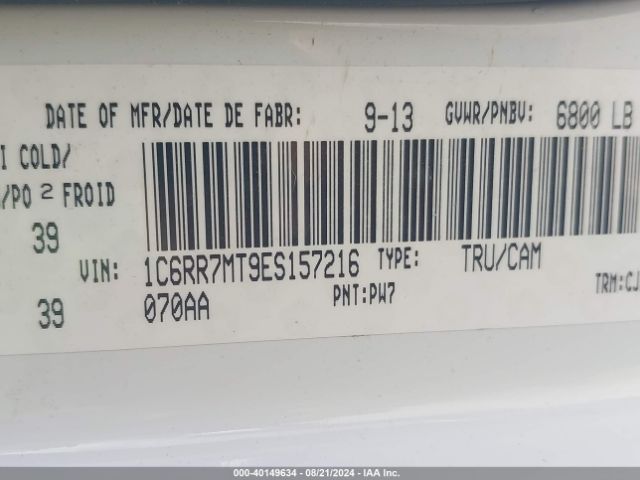 DATE OF MFR/DATE DE FABR: 9-13 GVWR/PNBV: 6800 LB
I COLD/
/PO 2 FROID
39
VIN: 1C6RR7MT9ES157216 TYPE: TRU/CAM
39 070AA PNT:PW7 TRM:CJ
000-40149634 - 08/21/2024 - IAA Inc.